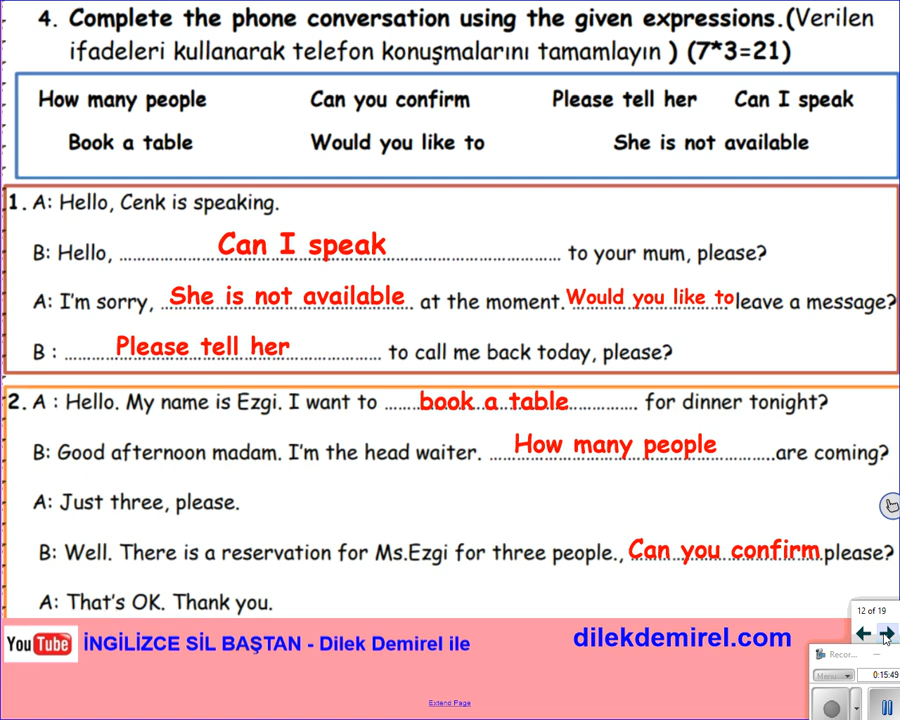 4. Complete the phone conversation using the given expressions.(Verilen
ifadeleri kullanarak telefon konuşmalarını tamamlayın ) (7*3=21)
How many people Can you confirm Please tell her Can I speak
Book a table Would you like to She is not available
1. A: Hello, Cenk is speaking.
B: Hello, ........ Can I speak ........ to your mum, please?
A: I'm sorry, ..She is not available.. at the moment. Would you like to leave a message?
B : ........ Please tell her ........ to call me back today, please?
2. A : Hello. My name is Ezgi. I want to ...... book a table ...... for dinner tonight?
B: Good afternoon madam. I'm the head waiter. ... How many people ......are coming?
A: Just three, please.
B: Well. There is a reservation for Ms.Ezgi for three people., Can you confirm please?
A: That's OK. Thank you.
12 of 19
YouTube İNGİLİZCE SİL BAŞTAN - Dilek Demirel ile dilekdemirel.com
Recor...
Menu...
0:15:49
Extend Page